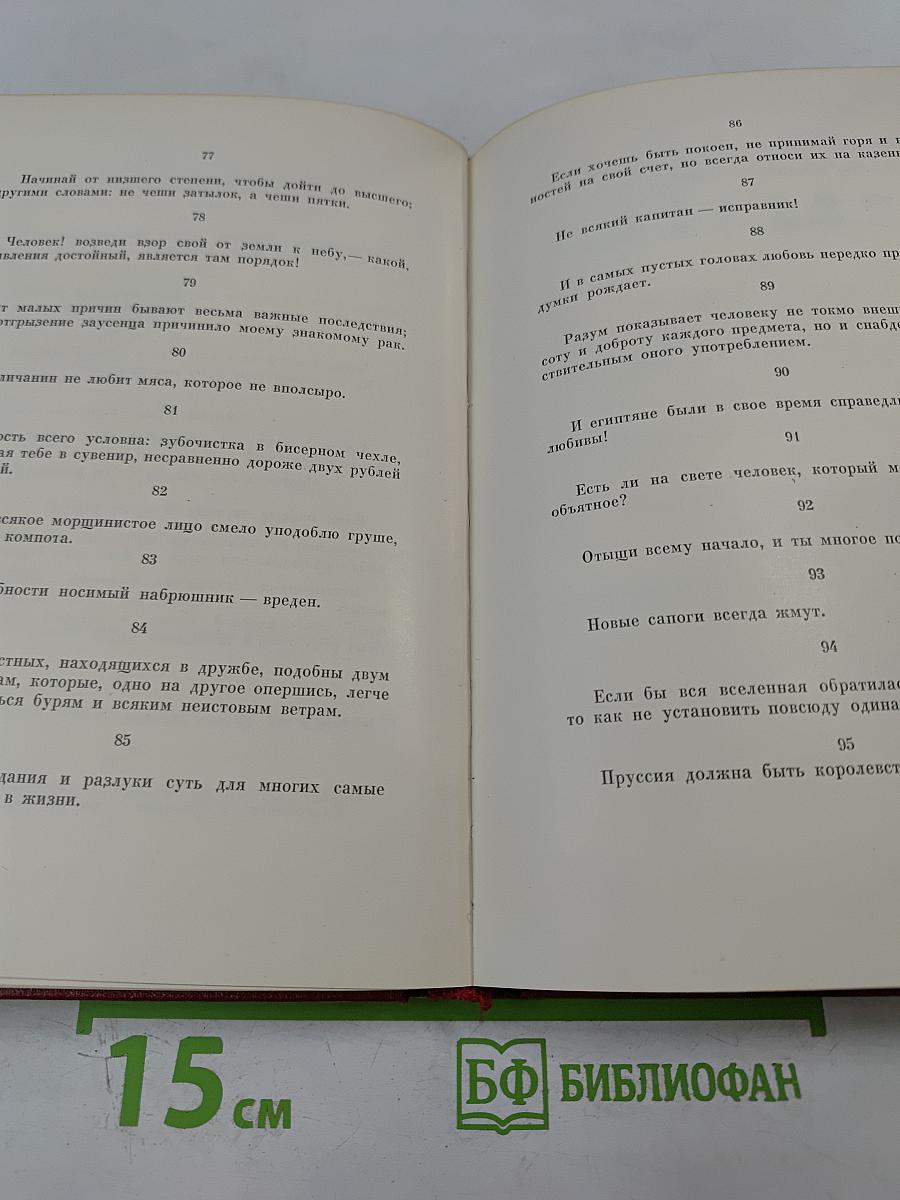 77
Начинай от низшего степени, чтобы дойти до высшего;
другими словами: не чеши затылок, а чеши пятки.
78
Человек! возведи взор свой от земли к небу,— какой,
вления достойный, является там порядок!
79
т малых причин бывают весьма важные последствия;
отгрызение заусенца причинило моему знакомому рак.
80
личанин не любит мяса, которое не вполсыро.
81
ость всего условна: зубочистка в бисерном чехле,
ая тебе в сувенир, несравненно дороже двух рублей
й.
82
всякое морщинистое лицо смело уподоблю груше,
компота.
83
бности носимый набрюшник — вреден.
84
стных, находящихся в дружбе, подобны двум
ам, которые, одно на другое опершись, легче
ься бурям и всяким неистовым ветрам.
85
дания и разлуки суть для многих самые
в жизни.
86
Если хочешь быть покоен, не принимай горя и н
ностей на свой счет, но всегда относи их на казенн
87
Не всякий капитан — исправник!
88
И в самых пустых головах любовь нередко пр
думки рождает.
89
Разум показывает человеку не токмо внеш
соту и доброту каждого предмета, но и снабд
ствительным оного употреблением.
90
И египтяне были в свое время справедл
любивы!
91
Есть ли на свете человек, который м
объятное?
92
Отыщи всему начало, и ты многое по
93
Новые сапоги всегда жмут.
94
Если бы вся вселенная обратилас
то как не установить повсюду одина
95
Пруссия должна быть королевст
15 см
БФ БИБЛИОФАН